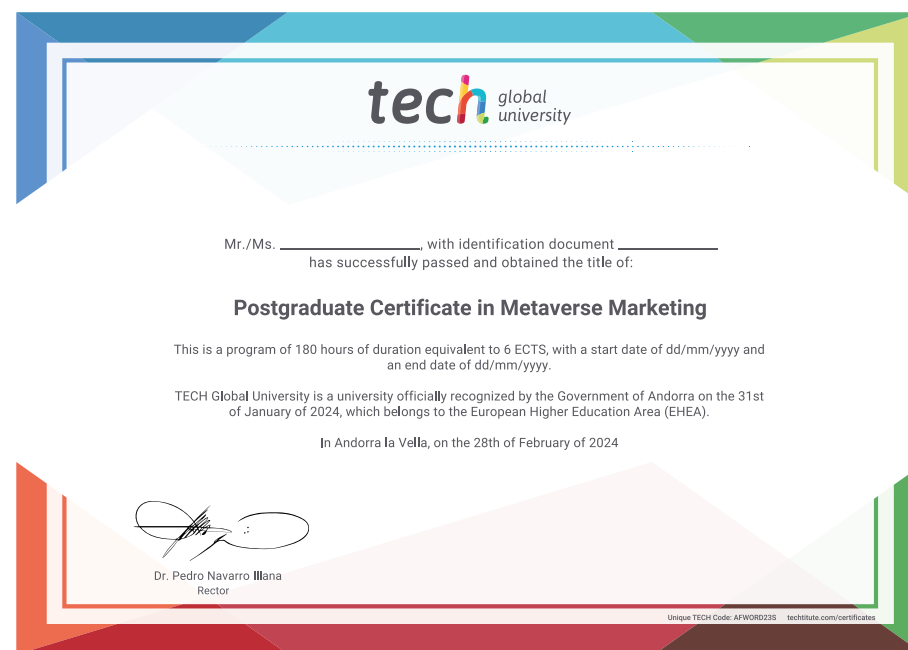 tech global university
Mr./Ms. ____________, with identification document ____________
has successfully passed and obtained the title of:
Postgraduate Certificate in Metaverse Marketing
This is a program of 180 hours of duration equivalent to 6 ECTS, with a start date of dd/mm/yyyy and
an end date of dd/mm/yyyy.
TECH Global University is a university officially recognized by the Government of Andorra on the 31st
of January of 2024, which belongs to the European Higher Education Area (EHEA).
In Andorra la Vella, on the 28th of February of 2024
Dr. Pedro Navarro Illana
Rector
Unique TECH Code: AFWORD23S techtitute.com/certificates